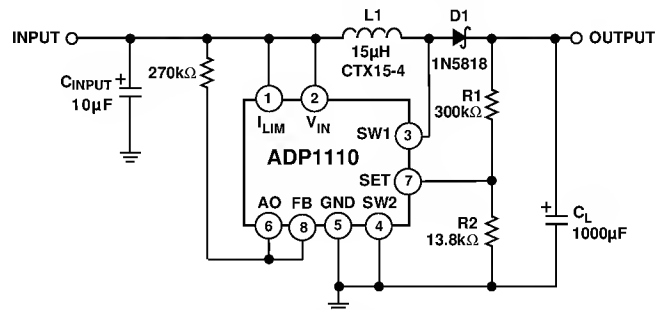 INPUT
OUTPUT
L1
15µH
CTX15-4
D1
1N5818
CINPUT
+
10µF
270kΩ
1
2
ILIM
VIN
SW1
3
ADP1110
SET
7
R1
300kΩ
AO
FB
GND
SW2
6
8
5
4
R2
13.8kΩ
+
CL
1000µF